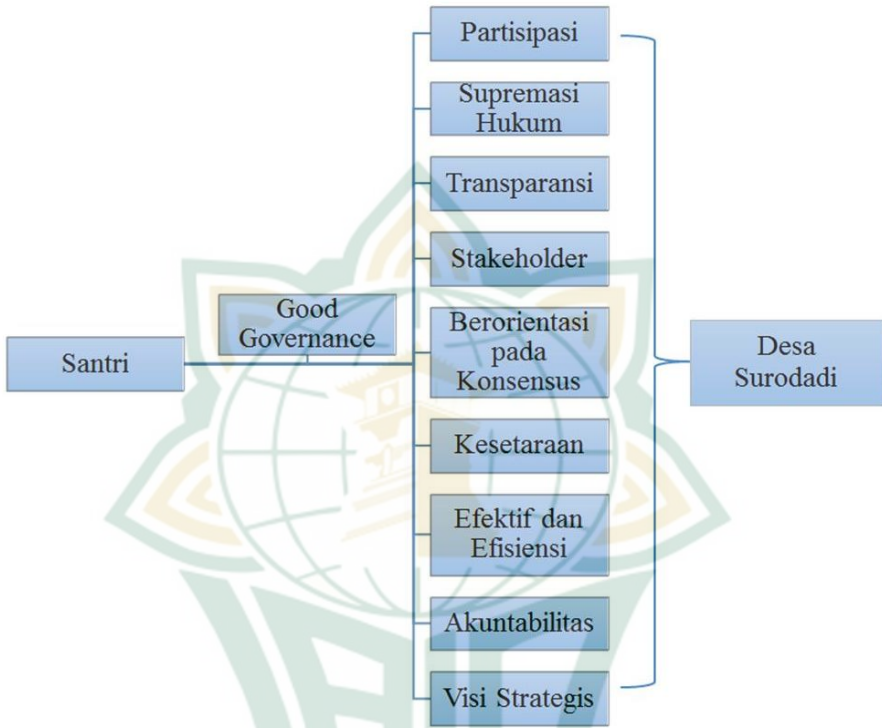 Santri
Good
Governance
Partisipasi
Supremasi
Hukum
Transparansi
Stakeholder
Berorientasi
pada
Konsensus
Kesetaraan
Efektif dan
Efisiensi
Akuntabilitas
Visi Strategis
Desa
Surodadi